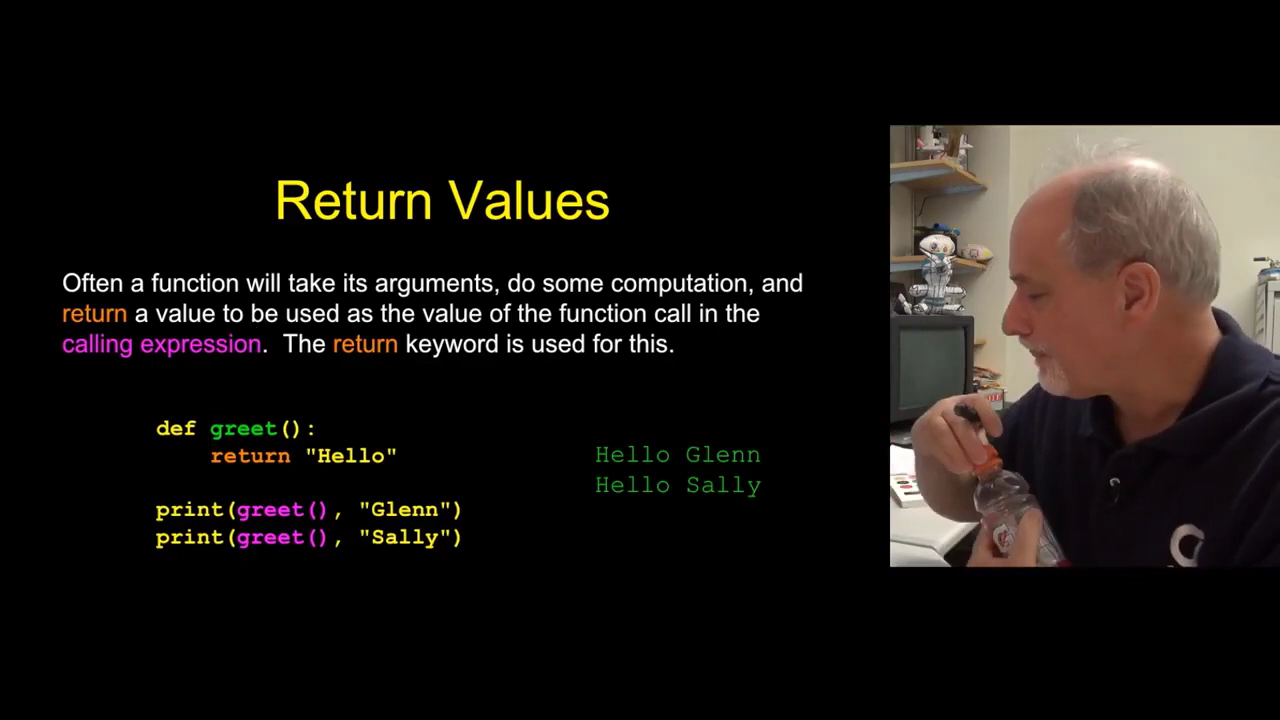 Return Values
Often a function will take its arguments, do some computation, and
return a value to be used as the value of the function call in the
calling expression.  The return keyword is used for this.
def greet():
    return "Hello"
print(greet(), "Glenn")
print(greet(), "Sally")
Hello Glenn
Hello Sally